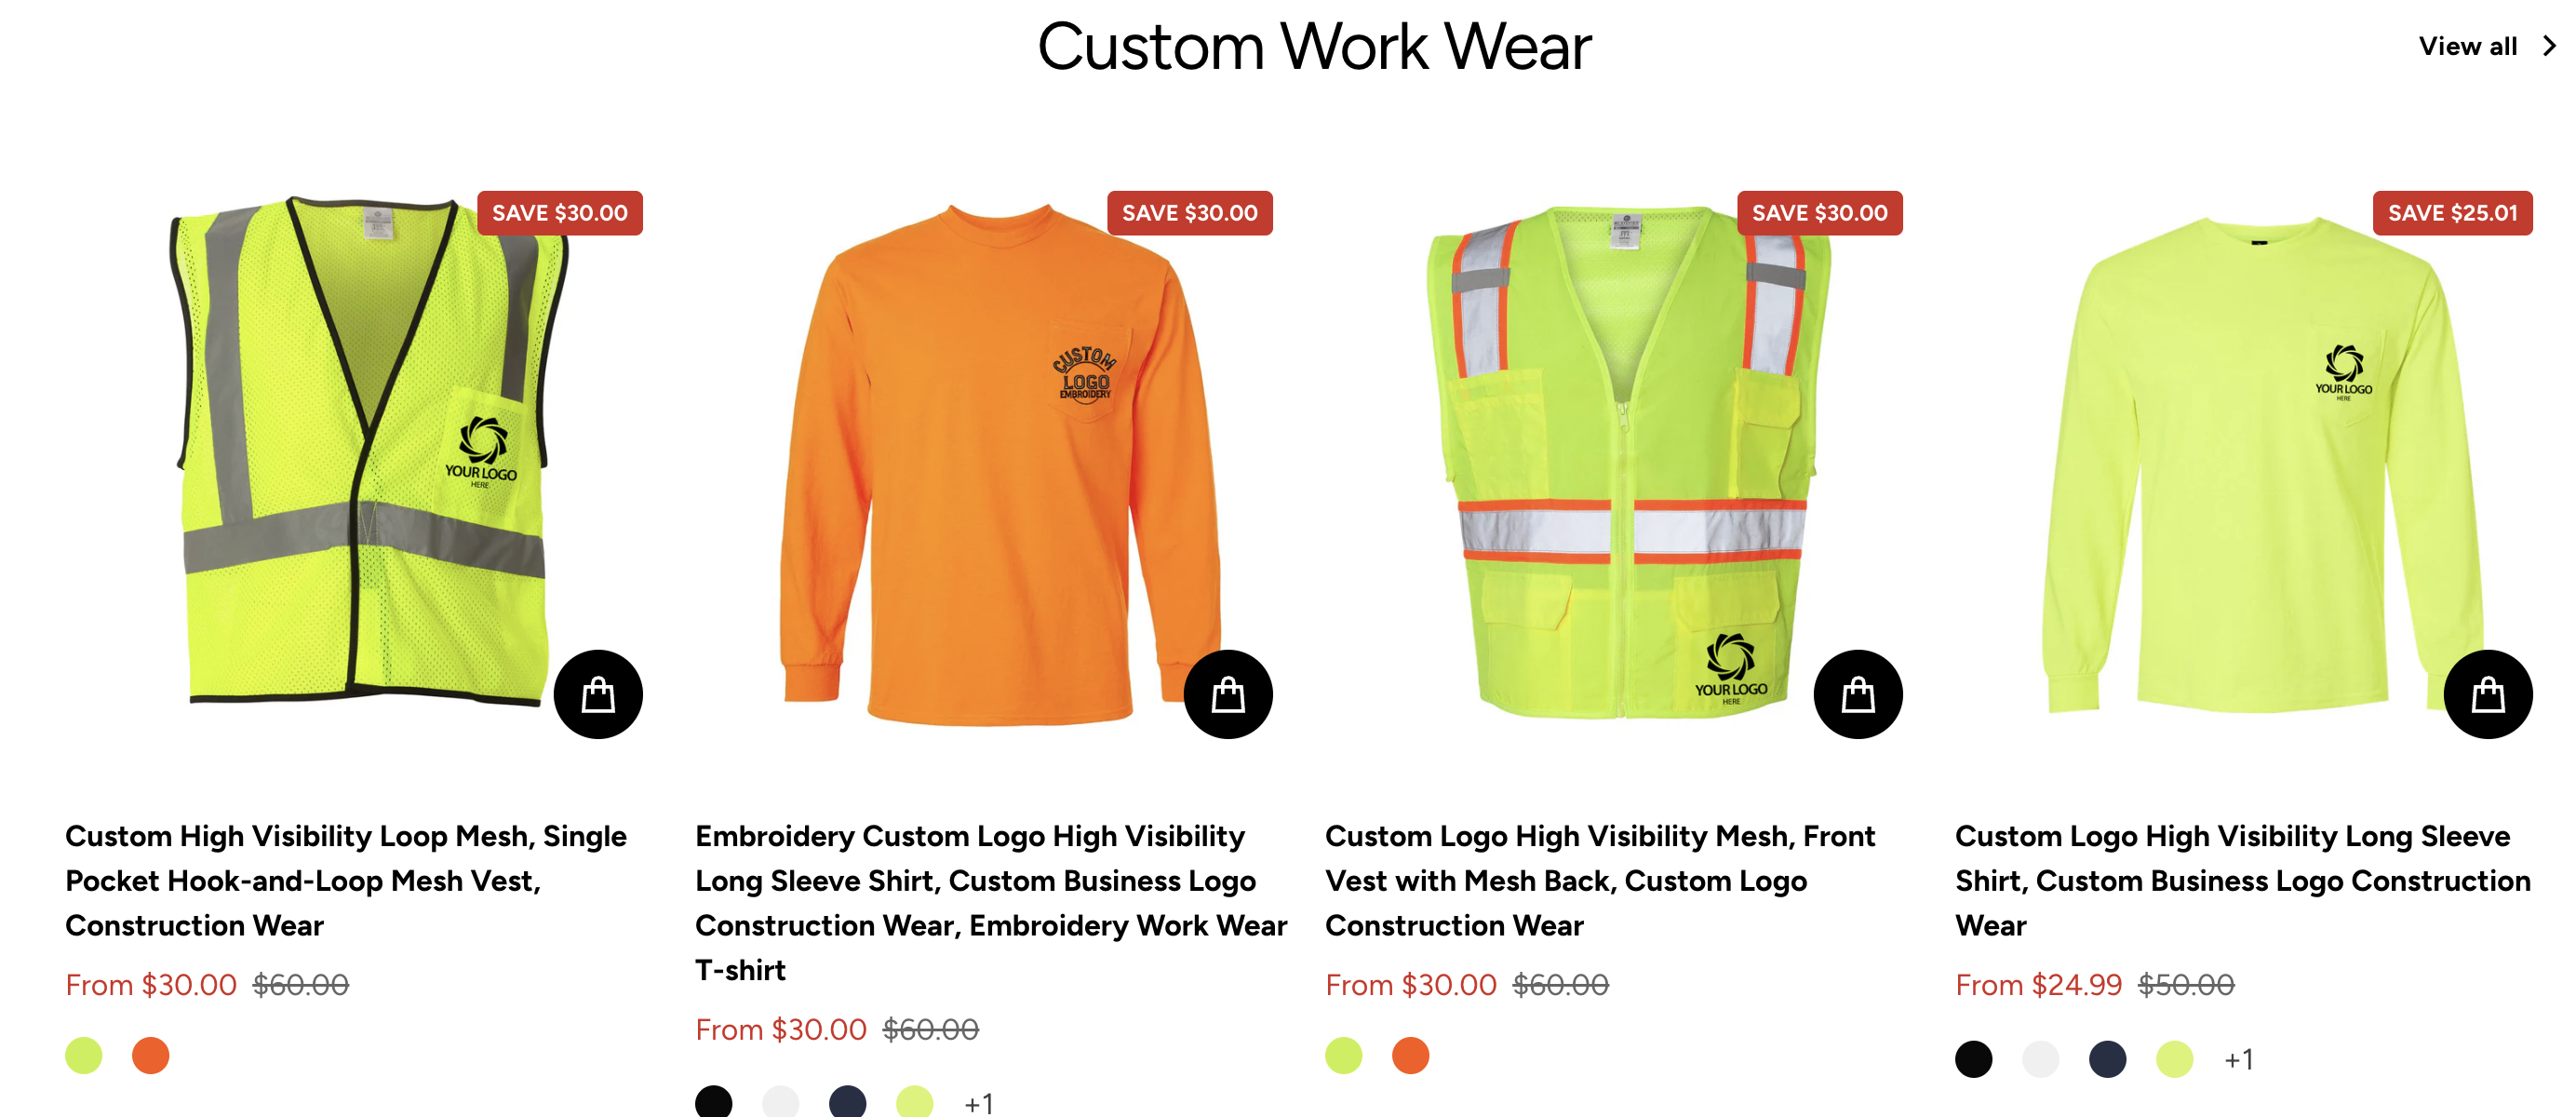 Custom Work Wear
View all
SAVE $30.00
SAVE $30.00
SAVE $30.00
SAVE $25.01
YOUR LOGO
HERE
CUSTOM
LOGO
EMBROIDERY
YOUR LOGO
HERE
YOUR LOGO
HERE
Custom High Visibility Loop Mesh, Single
Pocket Hook-and-Loop Mesh Vest,
Construction Wear
From $30.00 $60.00
Embroidery Custom Logo High Visibility
Long Sleeve Shirt, Custom Business Logo
Construction Wear, Embroidery Work Wear
T-shirt
From $30.00 $60.00
+1
Custom Logo High Visibility Mesh, Front
Vest with Mesh Back, Custom Logo
Construction Wear
From $30.00 $60.00
Custom Logo High Visibility Long Sleeve
Shirt, Custom Business Logo Construction
Wear
From $24.99 $50.00
+1